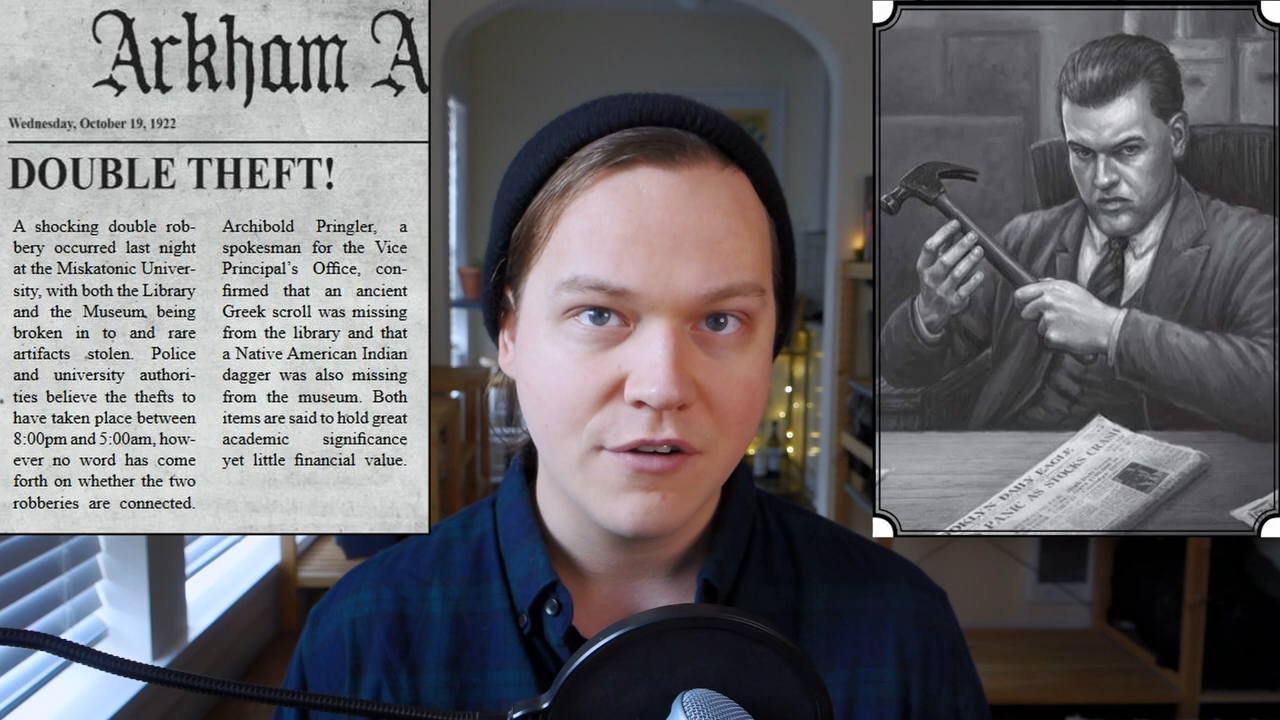 Arkham A
Wednesday, October 19, 1922
DOUBLE THEFT!
A shocking double rob-
bery occurred last night
at the Miskatonic Univer-
sity, with both the Library
and the Museum being
broken in to and rare
artifacts stolen. Police
and university authori-
ties believe the thefts to
have taken place between
8:00pm and 5:00am, how-
ever no word has come
forth on whether the two
robberies are connected.
Archibold Pringler, a
spokesman for the Vice
Principal's Office, con-
firmed that an ancient
Greek scroll was missing
from the library and that
a Native American Indian
dagger was also missing
from the museum. Both
items are said to hold great
academic significance
yet little financial value.
OKLYN DAILY EAGLE
PANIC AS STOCKS CRASH